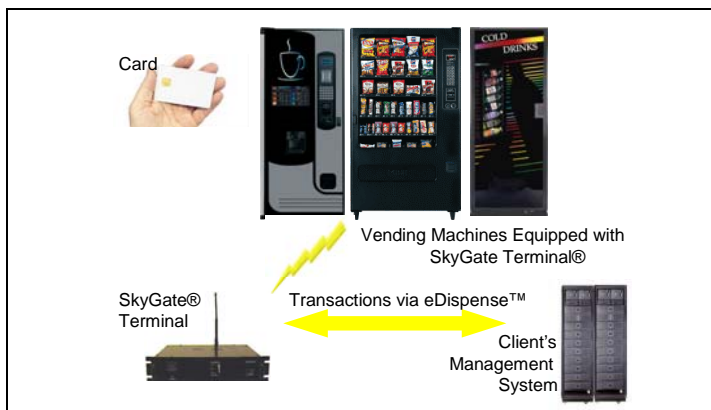 Card
COLD
DRINKS
Vending Machines Equipped with
SkyGate Terminal®
SkyGate®
Terminal
Transactions via eDispense™
Client's
Management
System